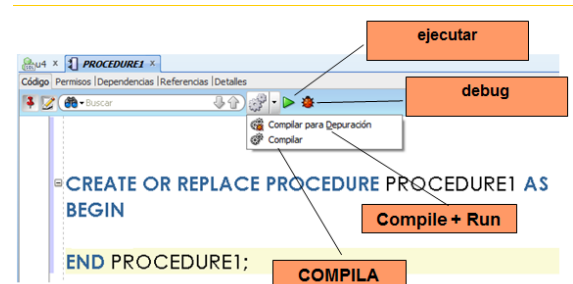 ejecutar
u4 x PROCEDURE1 x
Código Permisos |Dependencias |Referencias |Detalles
debug
Buscar
Compilar para Depuración
Compilar
CREATE OR REPLACE PROCEDURE PROCEDURE1 AS
BEGIN
Compile + Run
END PROCEDURE1;
COMPILA